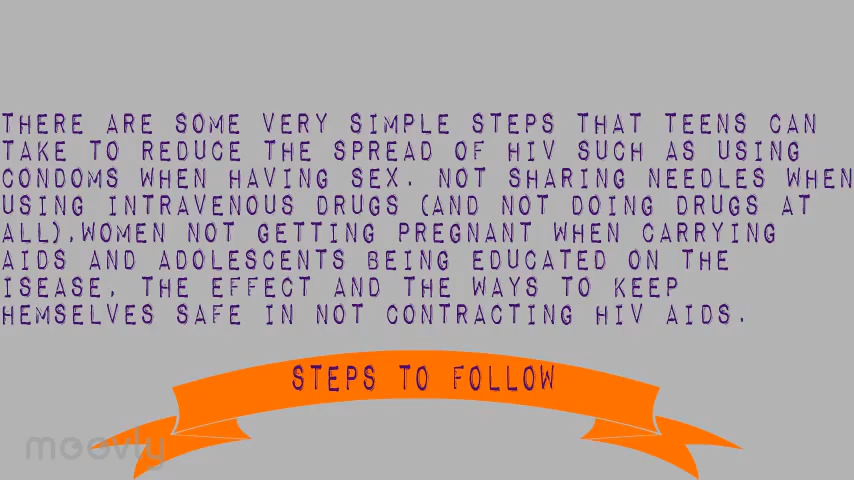 THERE ARE SOME VERY SIMPLE STEPS THAT TEENS CAN
TAKE TO REDUCE THE SPREAD OF HIV SUCH AS USING
CONDOMS WHEN HAVING SEX. NOT SHARING NEEDLES WHEN
USING INTRAVENOUS DRUGS (AND NOT DOING DRUGS AT
ALL).WOMEN NOT GETTING PREGNANT WHEN CARRYING
AIDS AND ADOLESCENTS BEING EDUCATED ON THE
ISEASE, THE EFFECT AND THE WAYS TO KEEP
HEMSELVES SAFE IN NOT CONTRACTING HIV AIDS.
STEPS TO FOLLOW
moovly